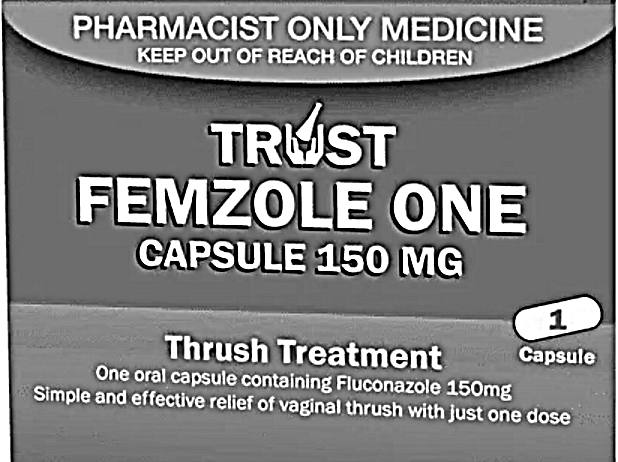 PHARMACIST ONLY MEDICINE
KEEP OUT OF REACH OF CHILDREN
TRUST
FEMZOLE ONE
CAPSULE 150 MG
1
Capsule
Thrush Treatment
One oral capsule containing Fluconazole 150mg
Simple and effective relief of vaginal thrush with just one dose